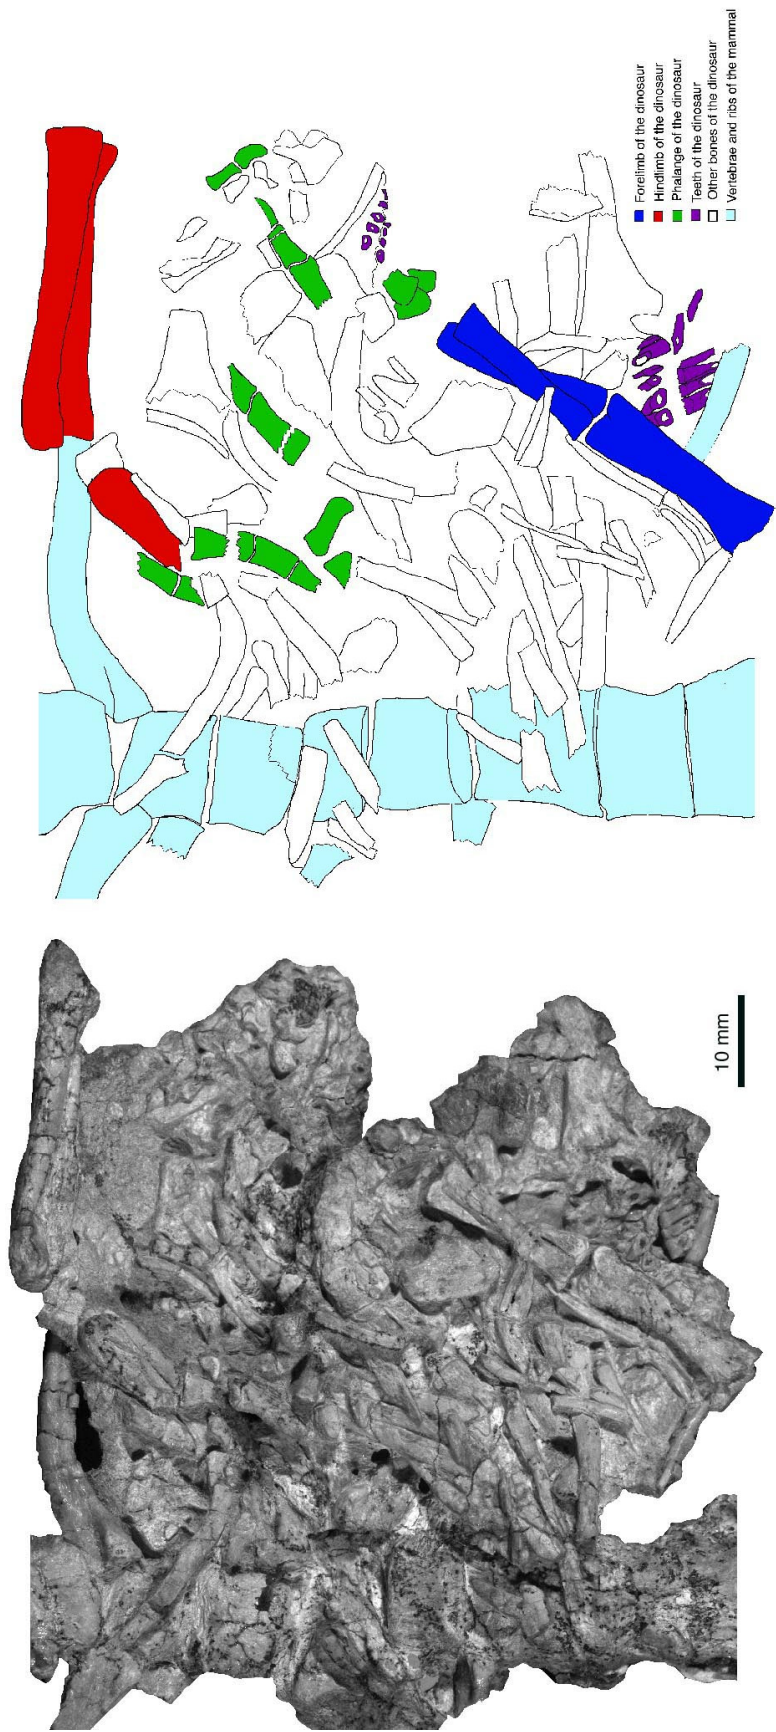 Forelimb of the dinosaur
Hindlimb of the dinosaur
Phalange of the dinosaur
Teeth of the dinosaur
Other bones of the dinosaur
Vertebrae and ribs of the mammal
10 mm